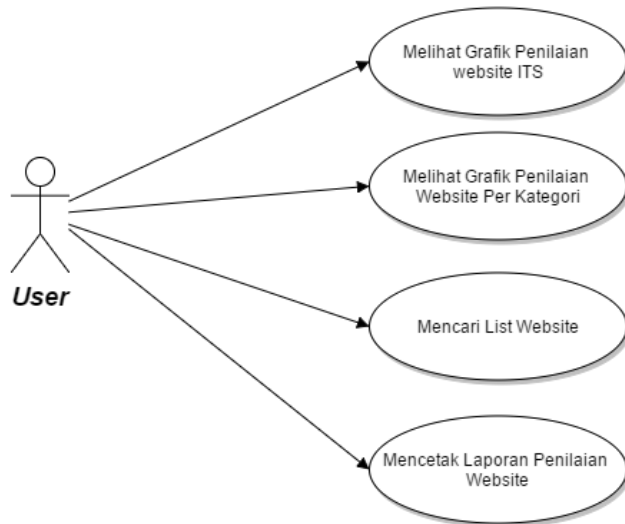 Melihat Grafik Penilaian
website ITS
Melihat Grafik Penilaian
Website Per Kategori
User
Mencari List Website
Mencetak Laporan Penilaian
Website